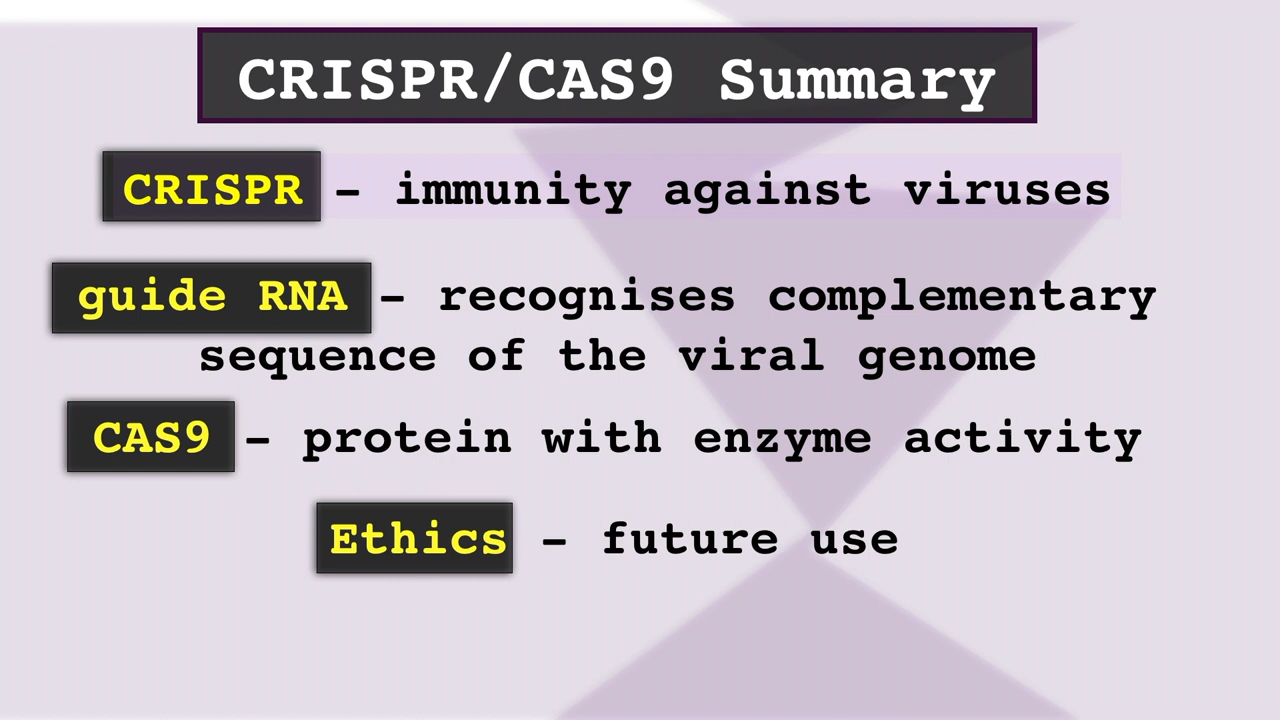 CRISPR/CAS9 Summary
CRISPR - immunity against viruses
guide RNA - recognises complementary
sequence of the viral genome
CAS9 - protein with enzyme activity
Ethics - future use